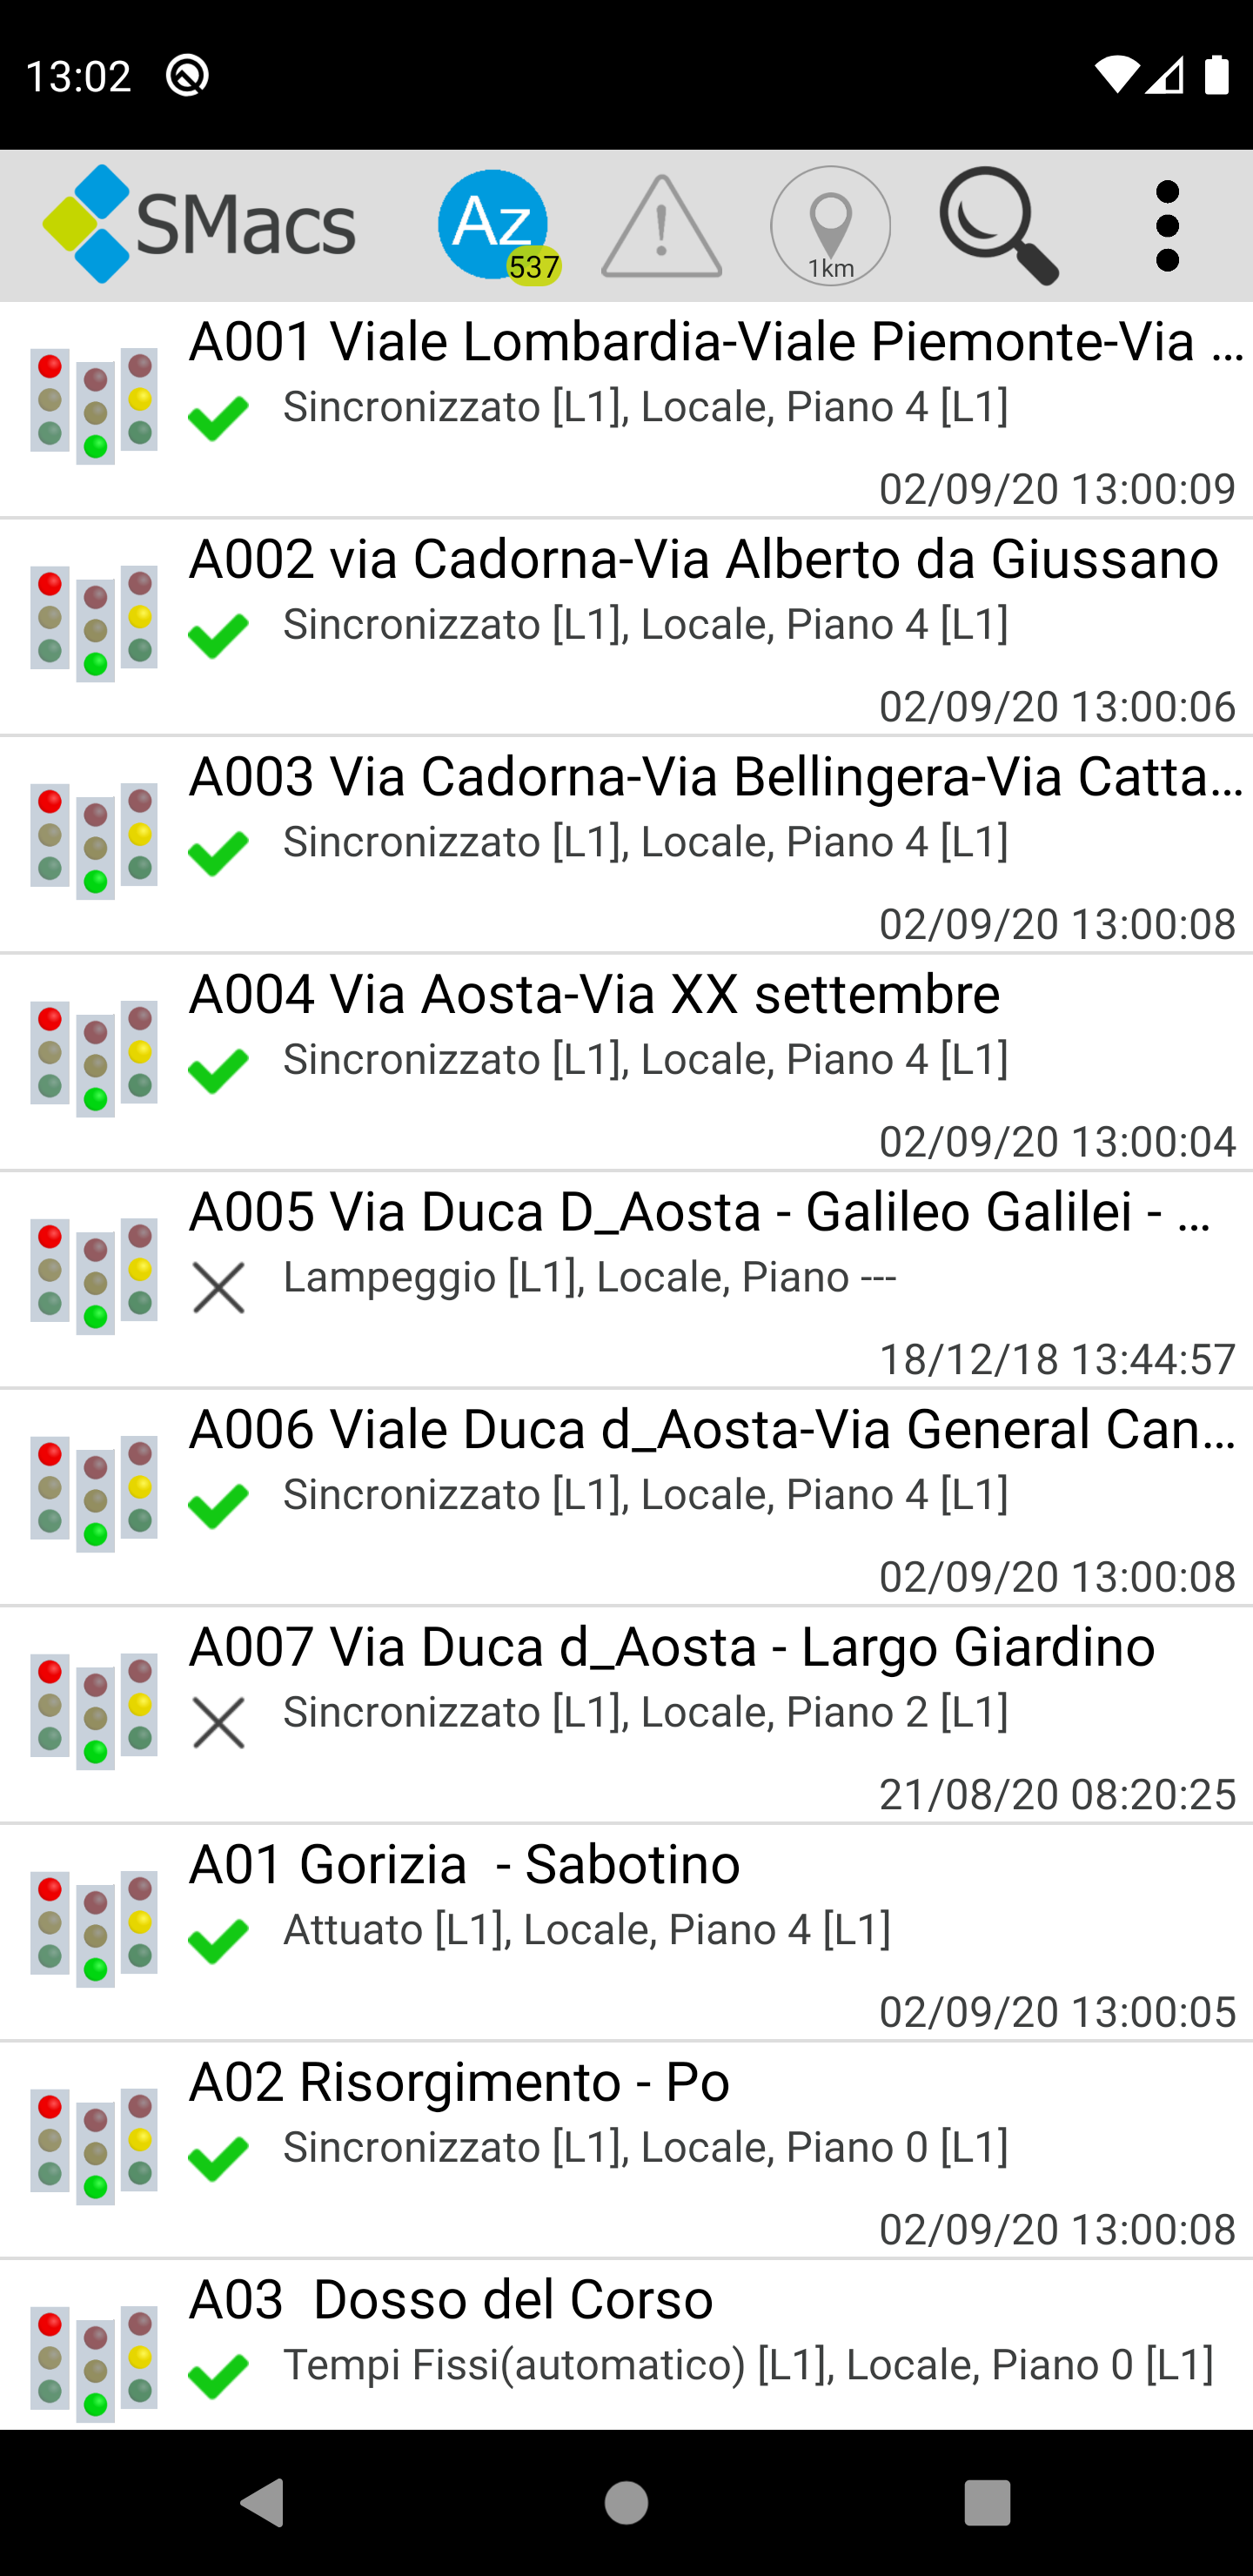 13:02
SMacs
Az
537
1km
A001 Viale Lombardia-Viale Piemonte-Via ...
Sincronizzato [L1], Locale, Piano 4 [L1]
02/09/20 13:00:09
A002 via Cadorna-Via Alberto da Giussano
Sincronizzato [L1], Locale, Piano 4 [L1]
02/09/20 13:00:06
A003 Via Cadorna-Via Bellingera-Via Catta...
Sincronizzato [L1], Locale, Piano 4 [L1]
02/09/20 13:00:08
A004 Via Aosta-Via XX settembre
Sincronizzato [L1], Locale, Piano 4 [L1]
02/09/20 13:00:04
A005 Via Duca D_Aosta - Galileo Galilei - ...
Lampeggio [L1], Locale, Piano ---
18/12/18 13:44:57
A006 Viale Duca d_Aosta-Via General Can...
Sincronizzato [L1], Locale, Piano 4 [L1]
02/09/20 13:00:08
A007 Via Duca d_Aosta - Largo Giardino
Sincronizzato [L1], Locale, Piano 2 [L1]
21/08/20 08:20:25
A01 Gorizia  - Sabotino
Attuato [L1], Locale, Piano 4 [L1]
02/09/20 13:00:05
A02 Risorgimento - Po
Sincronizzato [L1], Locale, Piano 0 [L1]
02/09/20 13:00:08
A03  Dosso del Corso
Tempi Fissi(automatico) [L1], Locale, Piano 0 [L1]